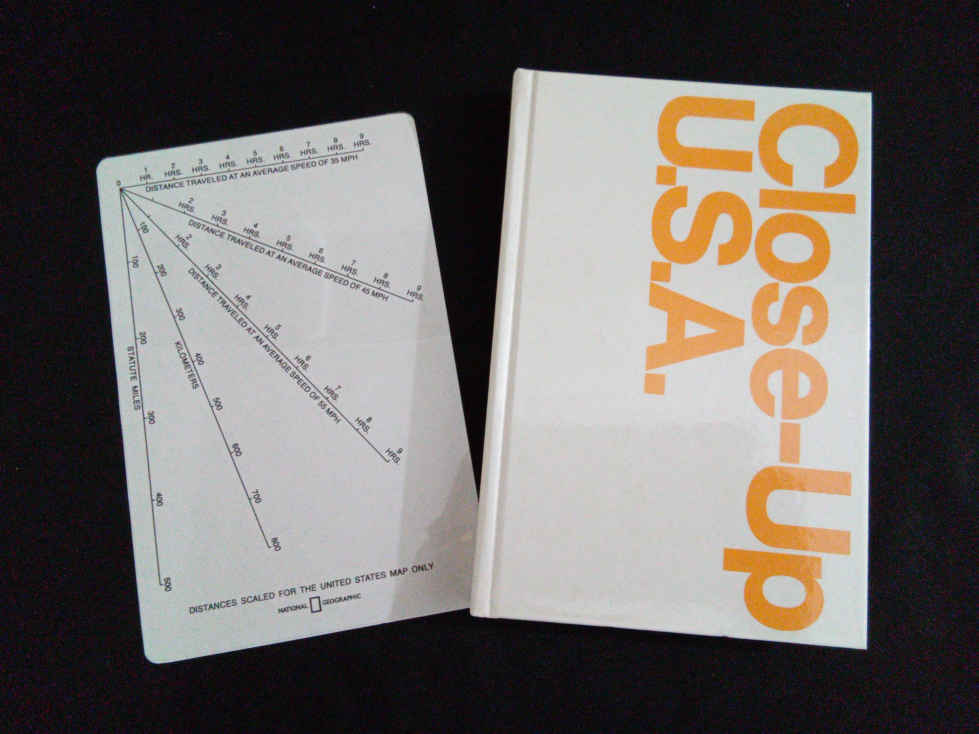 0 1 HR. 2 HRS. 3 HRS. 4 HRS. 5 HRS. 6 HRS. 7 HRS. 8 HRS. 9 HRS.
DISTANCE TRAVELED AT AN AVERAGE SPEED OF 35 MPH
2 HRS. 3 HRS. 4 HRS. 5 HRS. 6 HRS. 7 HRS. 8 HRS. 9 HRS.
DISTANCE TRAVELED AT AN AVERAGE SPEED OF 45 MPH
2 HRS. 3 HRS. 4 HRS. 5 HRS. 6 HRS. 7 HRS. 8 HRS. 9 HRS.
DISTANCE TRAVELED AT AN AVERAGE SPEED OF 55 MPH
100 200 300 400 500 600 700 800
KILOMETERS
100 200 300 400 500
STATUTE MILES
DISTANCES SCALED FOR THE UNITED STATES MAP ONLY
NATIONAL GEOGRAPHIC
Close-Up
U.S.A.